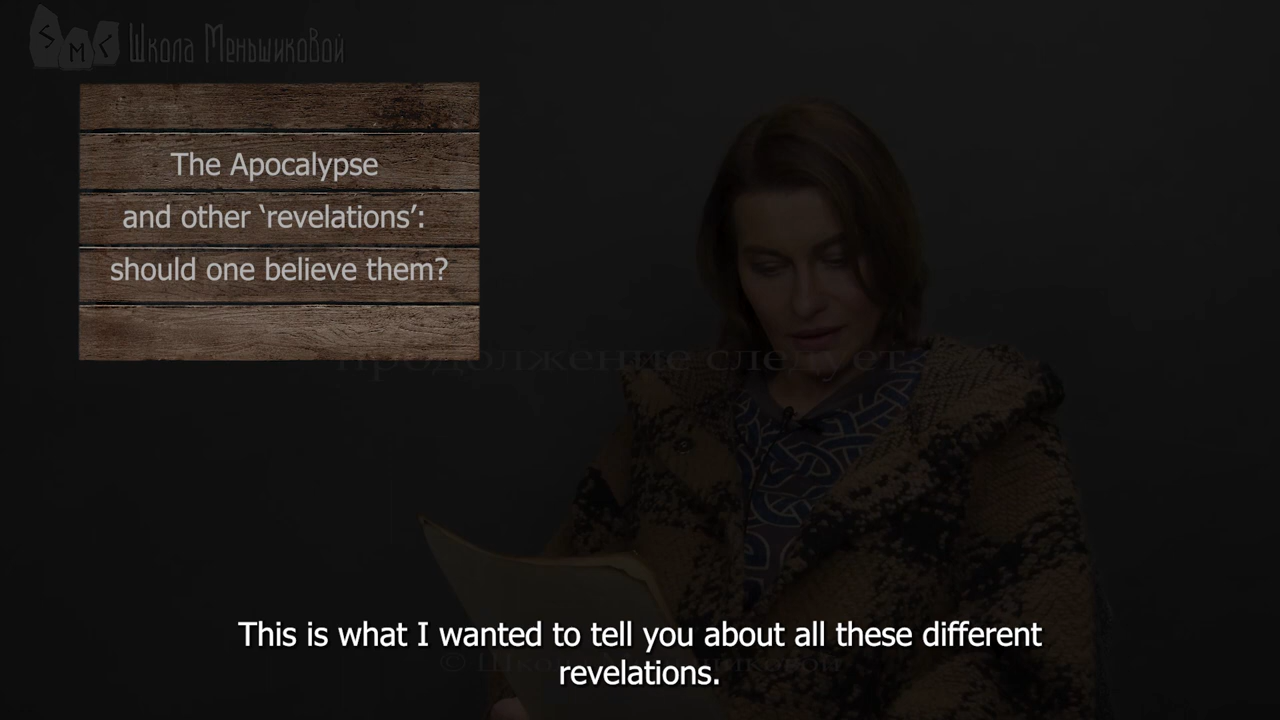 SMC Школа Меньшиковой
The Apocalypse
and other ‘revelations’:
should one believe them?
продолжение следует
This is what I wanted to tell you about all these different
revelations.